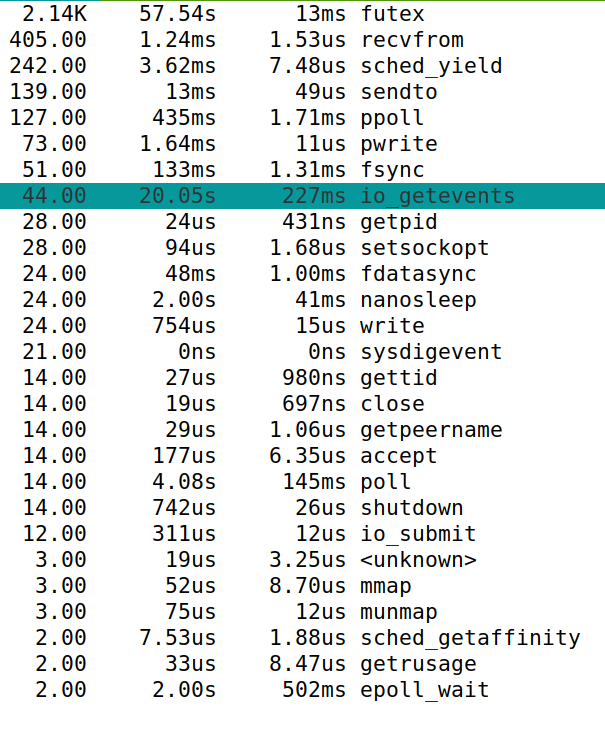 2.14K 57.54s 13ms futex
405.00 1.24ms 1.53us recvfrom
242.00 3.62ms 7.48us sched_yield
139.00 13ms 49us sendto
127.00 435ms 1.71ms ppoll
73.00 1.64ms 11us pwrite
51.00 133ms 1.31ms fsync
44.00 20.05s 227ms io_getevents
28.00 24us 431ns getpid
28.00 94us 1.68us setsockopt
24.00 48ms 1.00ms fdatasync
24.00 2.00s 41ms nanosleep
24.00 754us 15us write
21.00 0ns 0ns sysdigevent
14.00 27us 980ns gettid
14.00 19us 697ns close
14.00 29us 1.06us getpeername
14.00 177us 6.35us accept
14.00 4.08s 145ms poll
14.00 742us 26us shutdown
12.00 311us 12us io_submit
3.00 19us 3.25us <unknown>
3.00 52us 8.70us mmap
3.00 75us 12us munmap
2.00 7.53us 1.88us sched_getaffinity
2.00 33us 8.47us getrusage
2.00 2.00s 502ms epoll_wait